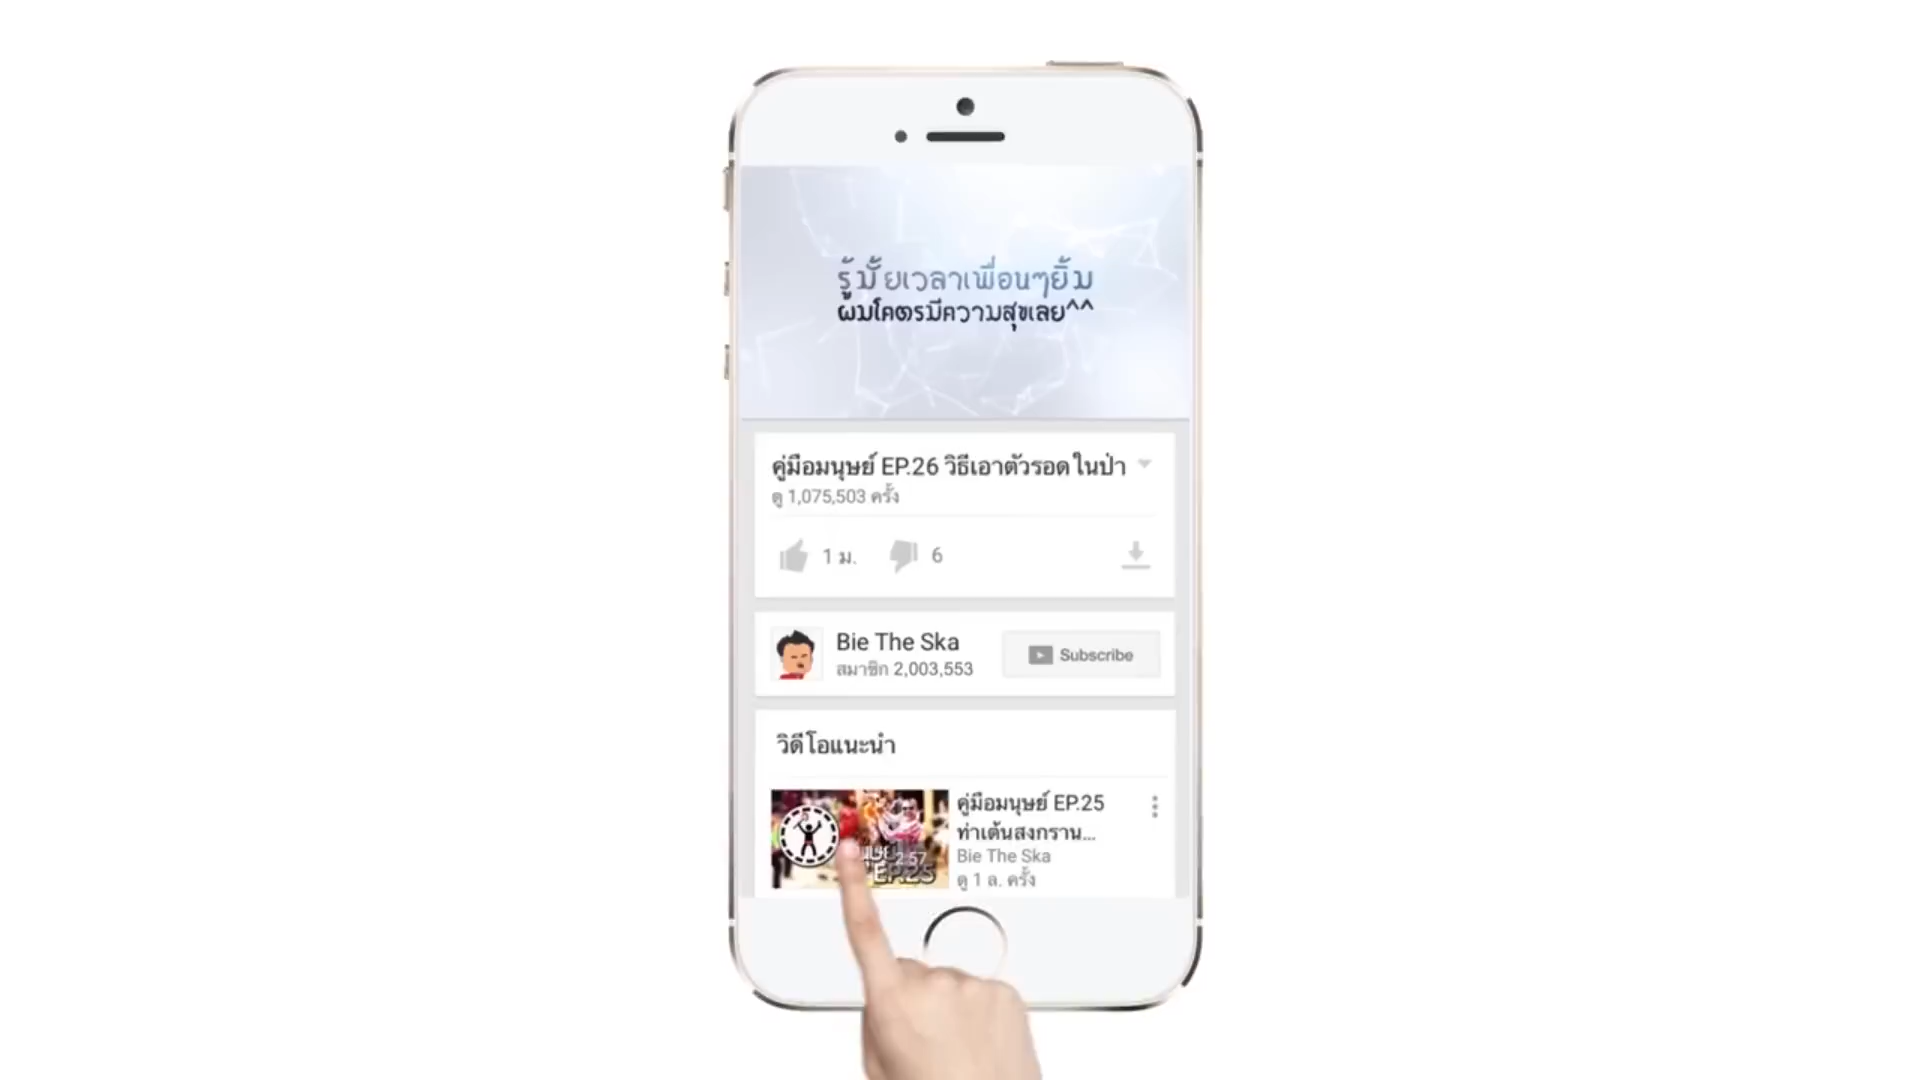 รู้มั้ยเวลาเพื่อนๆยิ้ม
ผมโคตรมีความสุขเลย^^
คู่มือมนุษย์ EP.26 วิธีเอาตัวรอดในป่า
ดู 1,075,503 ครั้ง
1 ม.
6
Bie The Ska
สมาชิก 2,003,553
Subscribe
วิดีโอแนะนำ
คู่มือมนุษย์ EP.25
ท่าเต้นสงกราน...
Bie The Ska
ดู 1 ล. ครั้ง
2:57
EP.25